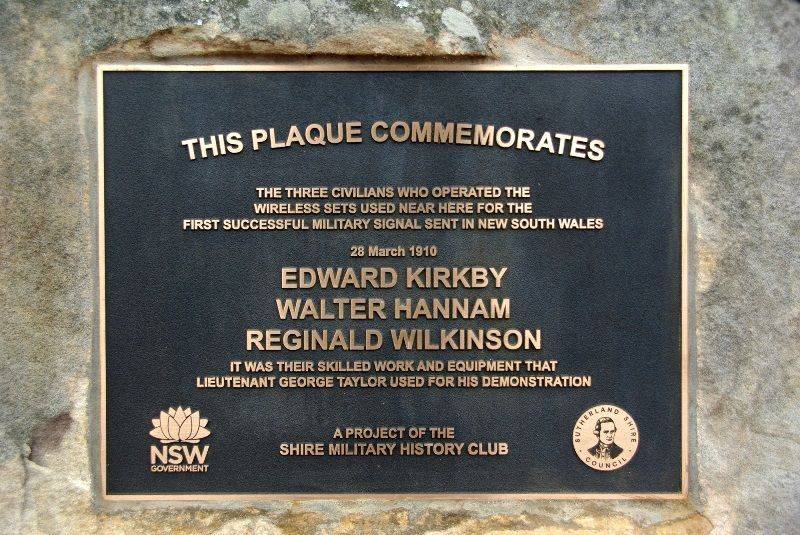 THIS PLAQUE COMMEMORATES
THE THREE CIVILIANS WHO OPERATED THE
WIRELESS SETS USED NEAR HERE FOR THE
FIRST SUCCESSFUL MILITARY SIGNAL SENT IN NEW SOUTH WALES
28 March 1910
EDWARD KIRKBY
WALTER HANNAM
REGINALD WILKINSON
IT WAS THEIR SKILLED WORK AND EQUIPMENT THAT
LIEUTENANT GEORGE TAYLOR USED FOR HIS DEMONSTRATION
A PROJECT OF THE
SHIRE MILITARY HISTORY CLUB
NSW
GOVERNMENT
SUTHERLAND SHIRE
COUNCIL